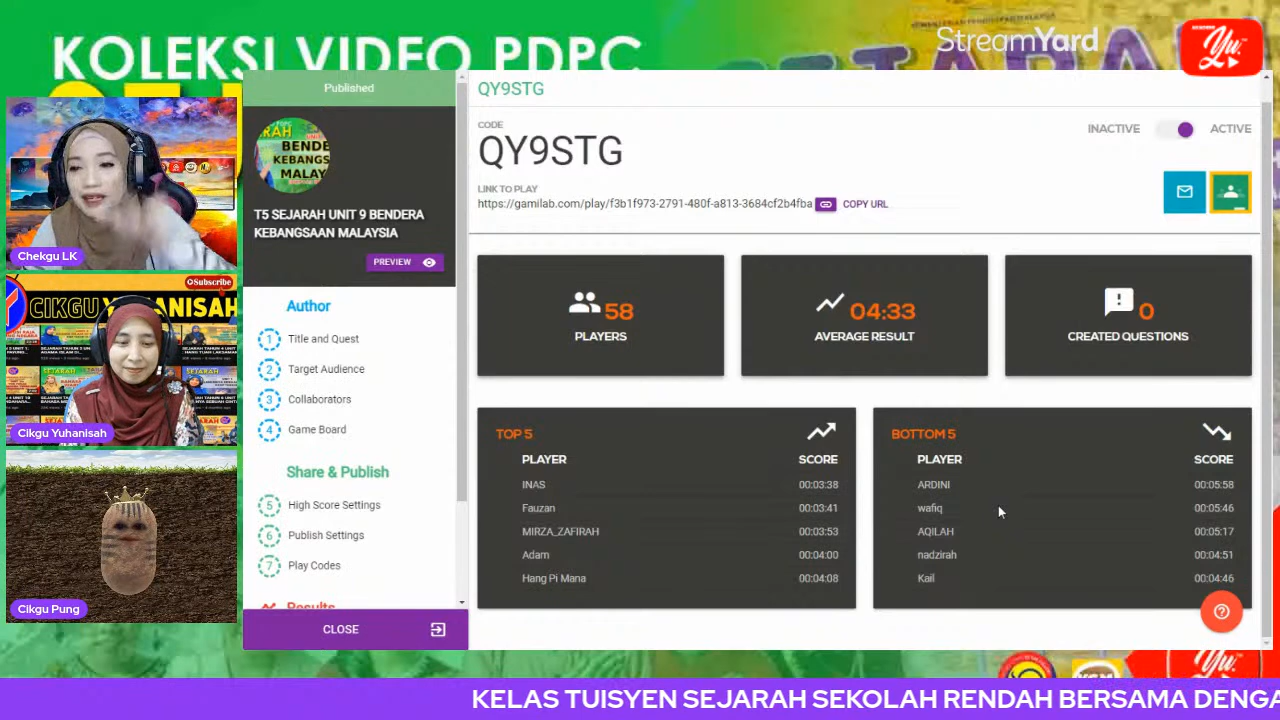 KOLEKSI VIDEO PDPC
StreamYard
Yu
Chekgu LK
Subscribe
CIKGU YUHANISAH
Cikgu Yuhanisah
Cikgu Pung
Published
BENDE
KEBANGS
MALAY
T5 SEJARAH UNIT 9 BENDERA
KEBANGSAAN MALAYSIA
PREVIEW
Author
1 Title and Quest
2 Target Audience
3 Collaborators
4 Game Board
Share & Publish
5 High Score Settings
6 Publish Settings
7 Play Codes
Results
CLOSE
QY9STG
CODE
QY9STG
INACTIVE ACTIVE
LINK TO PLAY
https://gamilab.com/play/f3b1f973-2791-480f-a813-3684cf2b4fba COPY URL
58
PLAYERS
04:33
AVERAGE RESULT
0
CREATED QUESTIONS
TOP 5
PLAYER SCORE
INAS 00:03:38
Fauzan 00:03:41
MIRZA_ZAFIRAH 00:03:53
Adam 00:04:00
Hang Pi Mana 00:04:08
BOTTOM 5
PLAYER SCORE
ARDINI 00:05:58
wafiq 00:05:46
AQILAH 00:05:17
nadzirah 00:04:51
Kail 00:04:46
KELAS TUISYEN SEJARAH SEKOLAH RENDAH BERSAMA DENGA